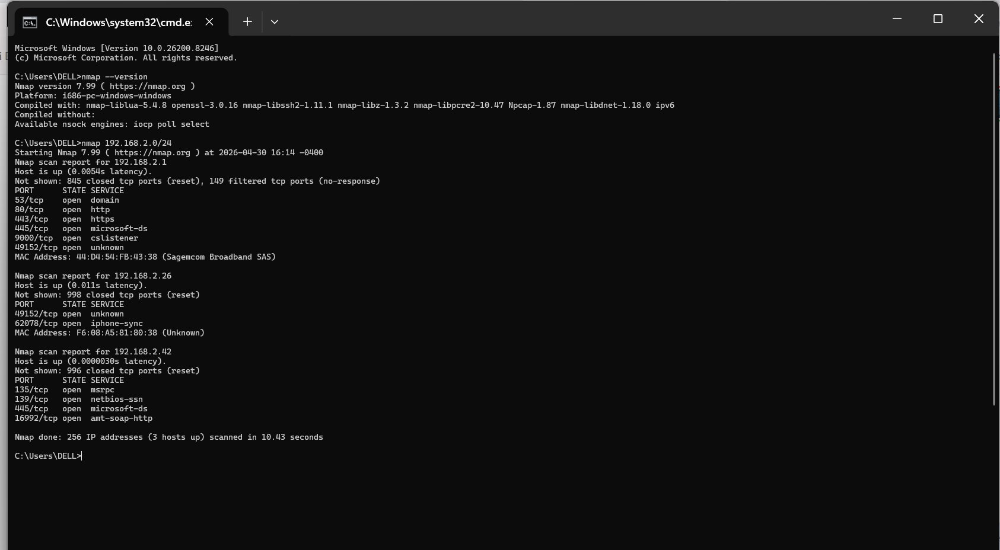 C:\Windows\system32\cmd.e:
Microsoft Windows [Version 10.0.26200.8246]
(c) Microsoft Corporation. All rights reserved.
C:\Users\DELL>nmap --version
Nmap version 7.99 ( https://nmap.org )
Platform: i686-pc-windows-windows
Compiled with: nmap-liblua-5.4.8 openssl-3.0.16 nmap-libssh2-1.11.1 nmap-libz-1.3.2 nmap-libpcre2-10.47 Npcap-1.87 nmap-libdnet-1.18.0 ipv6
Compiled without:
Available nsock engines: iocp poll select
C:\Users\DELL>nmap 192.168.2.0/24
Starting Nmap 7.99 ( https://nmap.org ) at 2026-04-30 16:14 -0400
Nmap scan report for 192.168.2.1
Host is up (0.0054s latency).
Not shown: 845 closed tcp ports (reset), 149 filtered tcp ports (no-response)
PORT      STATE SERVICE
53/tcp    open  domain
80/tcp    open  http
443/tcp   open  https
445/tcp   open  microsoft-ds
9000/tcp  open  cslistener
49152/tcp open  unknown
MAC Address: 44:D4:54:FB:43:38 (Sagemcom Broadband SAS)
Nmap scan report for 192.168.2.26
Host is up (0.011s latency).
Not shown: 998 closed tcp ports (reset)
PORT      STATE SERVICE
49152/tcp open  unknown
62078/tcp open  iphone-sync
MAC Address: F6:08:A5:81:80:38 (Unknown)
Nmap scan report for 192.168.2.42
Host is up (0.0000030s latency).
Not shown: 996 closed tcp ports (reset)
PORT      STATE SERVICE
135/tcp   open  msrpc
139/tcp   open  netbios-ssn
445/tcp   open  microsoft-ds
16992/tcp open  amt-soap-http
Nmap done: 256 IP addresses (3 hosts up) scanned in 10.43 seconds
C:\Users\DELL>